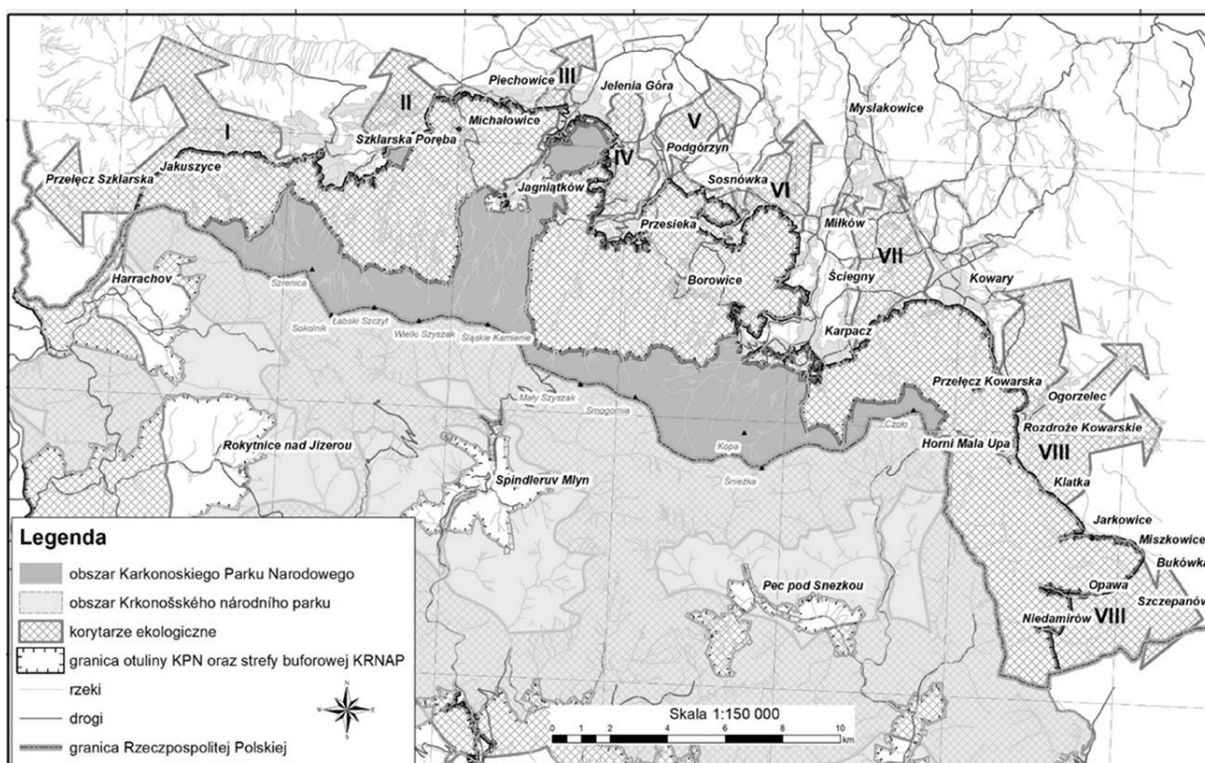 Piechowice III
Jelenia Góra
II
Mysłakowice
I
Michałowice
V
Szklarska Poręba
Podgórzyn
Jakuszyce
IV
Przełęcz Szklarska
Sosnówka
VI
Jagniątków
Przesieka
Miłków
VII
Harrachov
Borowice
Ściegny
Kowary
Szrenica
Sokolnik
Łabski Szczyt
Wielki Szyszak
Śląskie Kamienie
Karpacz
Mały Szyszak
Smogornia
Przełęcz Kowarska
Ogorzelec
Czoło
Rozdroże Kowarskie
Kopa
Horni Mala Upa
VIII
Rokytnice nad Jizerou
Śnieżka
Klatka
Spindleruv Mlyn
Jarkowice
Miszkowice
Bukówka
Pec pod Snezkou
Opawa
Szczepanów
Niedamirów
VIII
Legenda
obszar Karkonoskiego Parku Narodowego
obszar Krkonošského národního parku
korytarze ekologiczne
granica otuliny KPN oraz strefy buforowej KRNAP
rzeki
drogi
granica Rzeczpospolitej Polskiej
N
W E
S
Skala 1:150 000
0 1 2 4 6 8 10
km